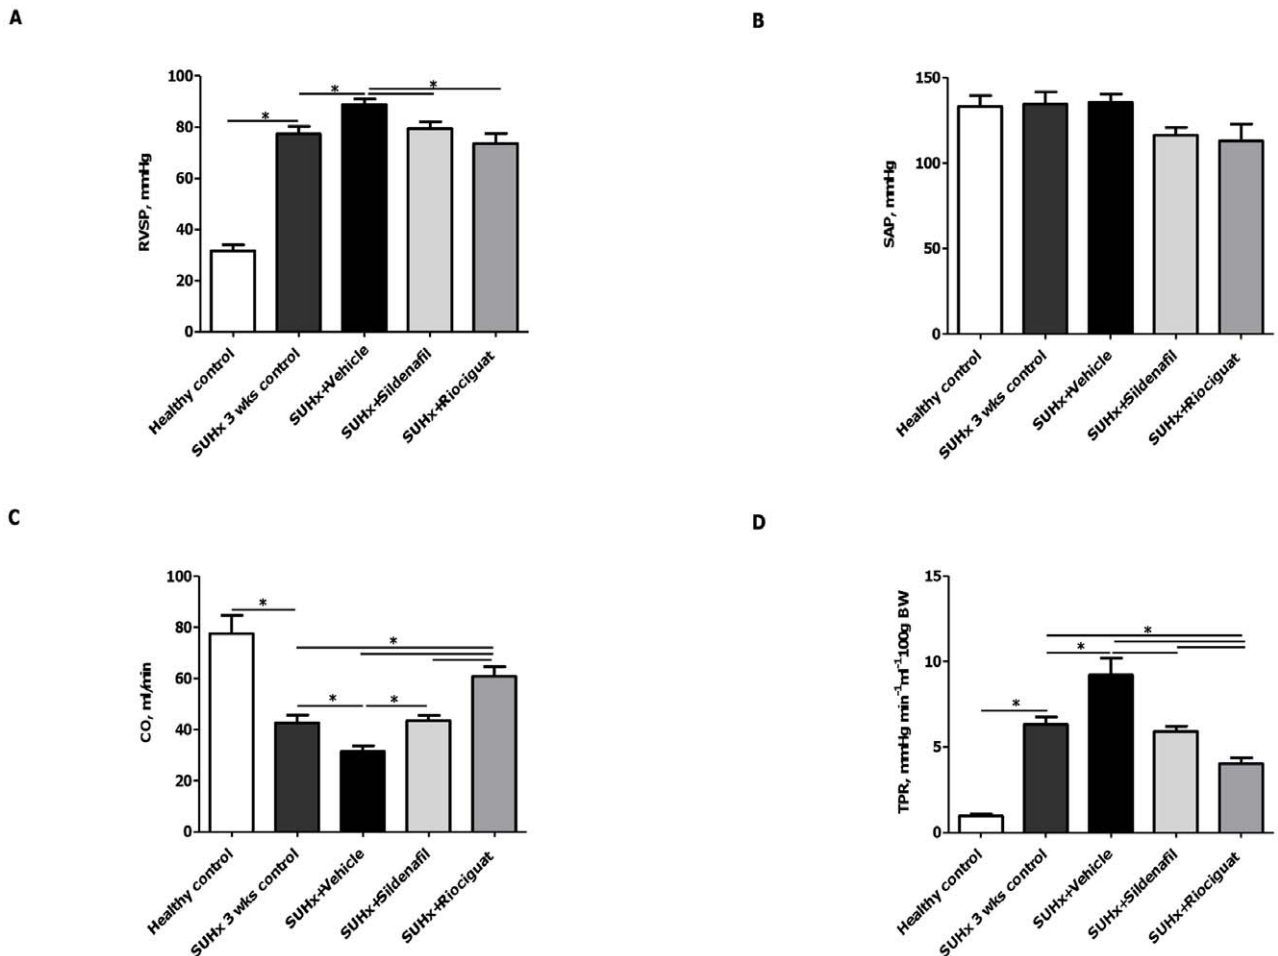 A
100
80
60
40
20
0
RVSP, mmHg
*
*
*
Healthy control
SUHx 3 wks control
SUHx+Vehicle
SUHx+Sildenafil
SUHx+Riociguat
B
150
100
50
0
SAP, mmHg
Healthy control
SUHx 3 wks control
SUHx+Vehicle
SUHx+Sildenafil
SUHx+Riociguat
C
100
80
60
40
20
0
CO, ml/min
*
*
*
*
Healthy control
SUHx 3 wks control
SUHx+Vehicle
SUHx+Sildenafil
SUHx+Riociguat
D
15
10
5
0
TPR, mmHg min⁻¹ml⁻¹100g BW
*
*
*
Healthy control
SUHx 3 wks control
SUHx+Vehicle
SUHx+Sildenafil
SUHx+Riociguat